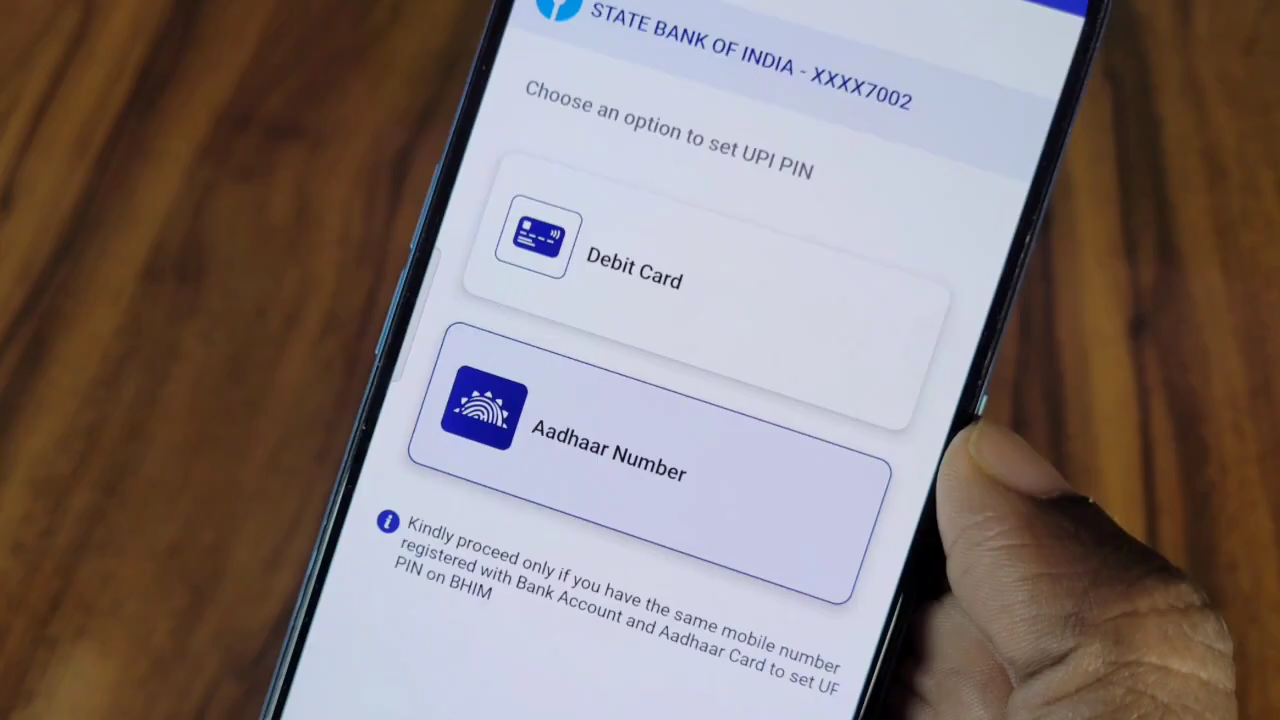 STATE BANK OF INDIA - XXXX7002
Choose an option to set UPI PIN
Debit Card
Aadhaar Number
Kindly proceed only if you have the same mobile number
registered with Bank Account and Aadhaar Card to set UP
PIN on BHIM